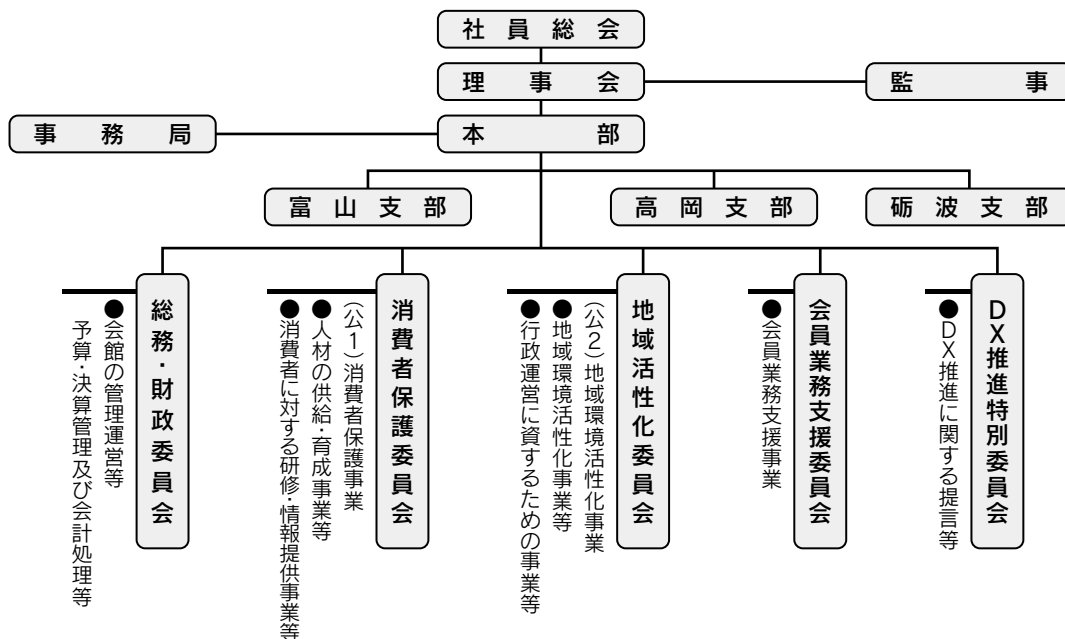 社員総会
理事会
監事
事務局
本部
富山支部
高岡支部
砺波支部
総務・財政委員会
●会館の管理運営等
予算・決算管理及び会計処理等
消費者保護委員会
(公1)消費者保護事業
●人材の供給・育成事業等
●消費者に対する研修・情報提供事業等
地域活性化委員会
(公2)地域環境活性化事業
●地域環境活性化事業等
●行政運営に資するための事業等
会員業務支援委員会
●会員業務支援事業
DX推進特別委員会
●DX推進に関する提言等